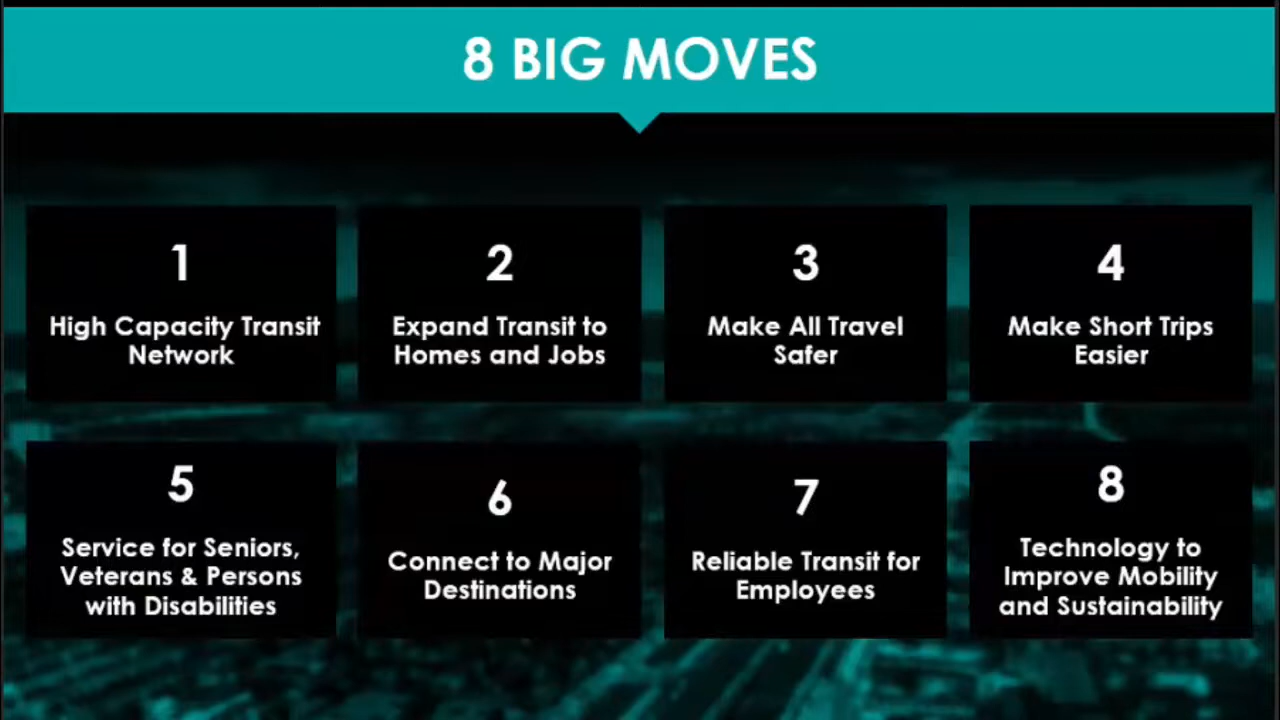 8 BIG MOVES
1
High Capacity Transit
Network
2
Expand Transit to
Homes and Jobs
3
Make All Travel
Safer
4
Make Short Trips
Easier
5
Service for Seniors,
Veterans & Persons
with Disabilities
6
Connect to Major
Destinations
7
Reliable Transit for
Employees
8
Technology to
Improve Mobility
and Sustainability